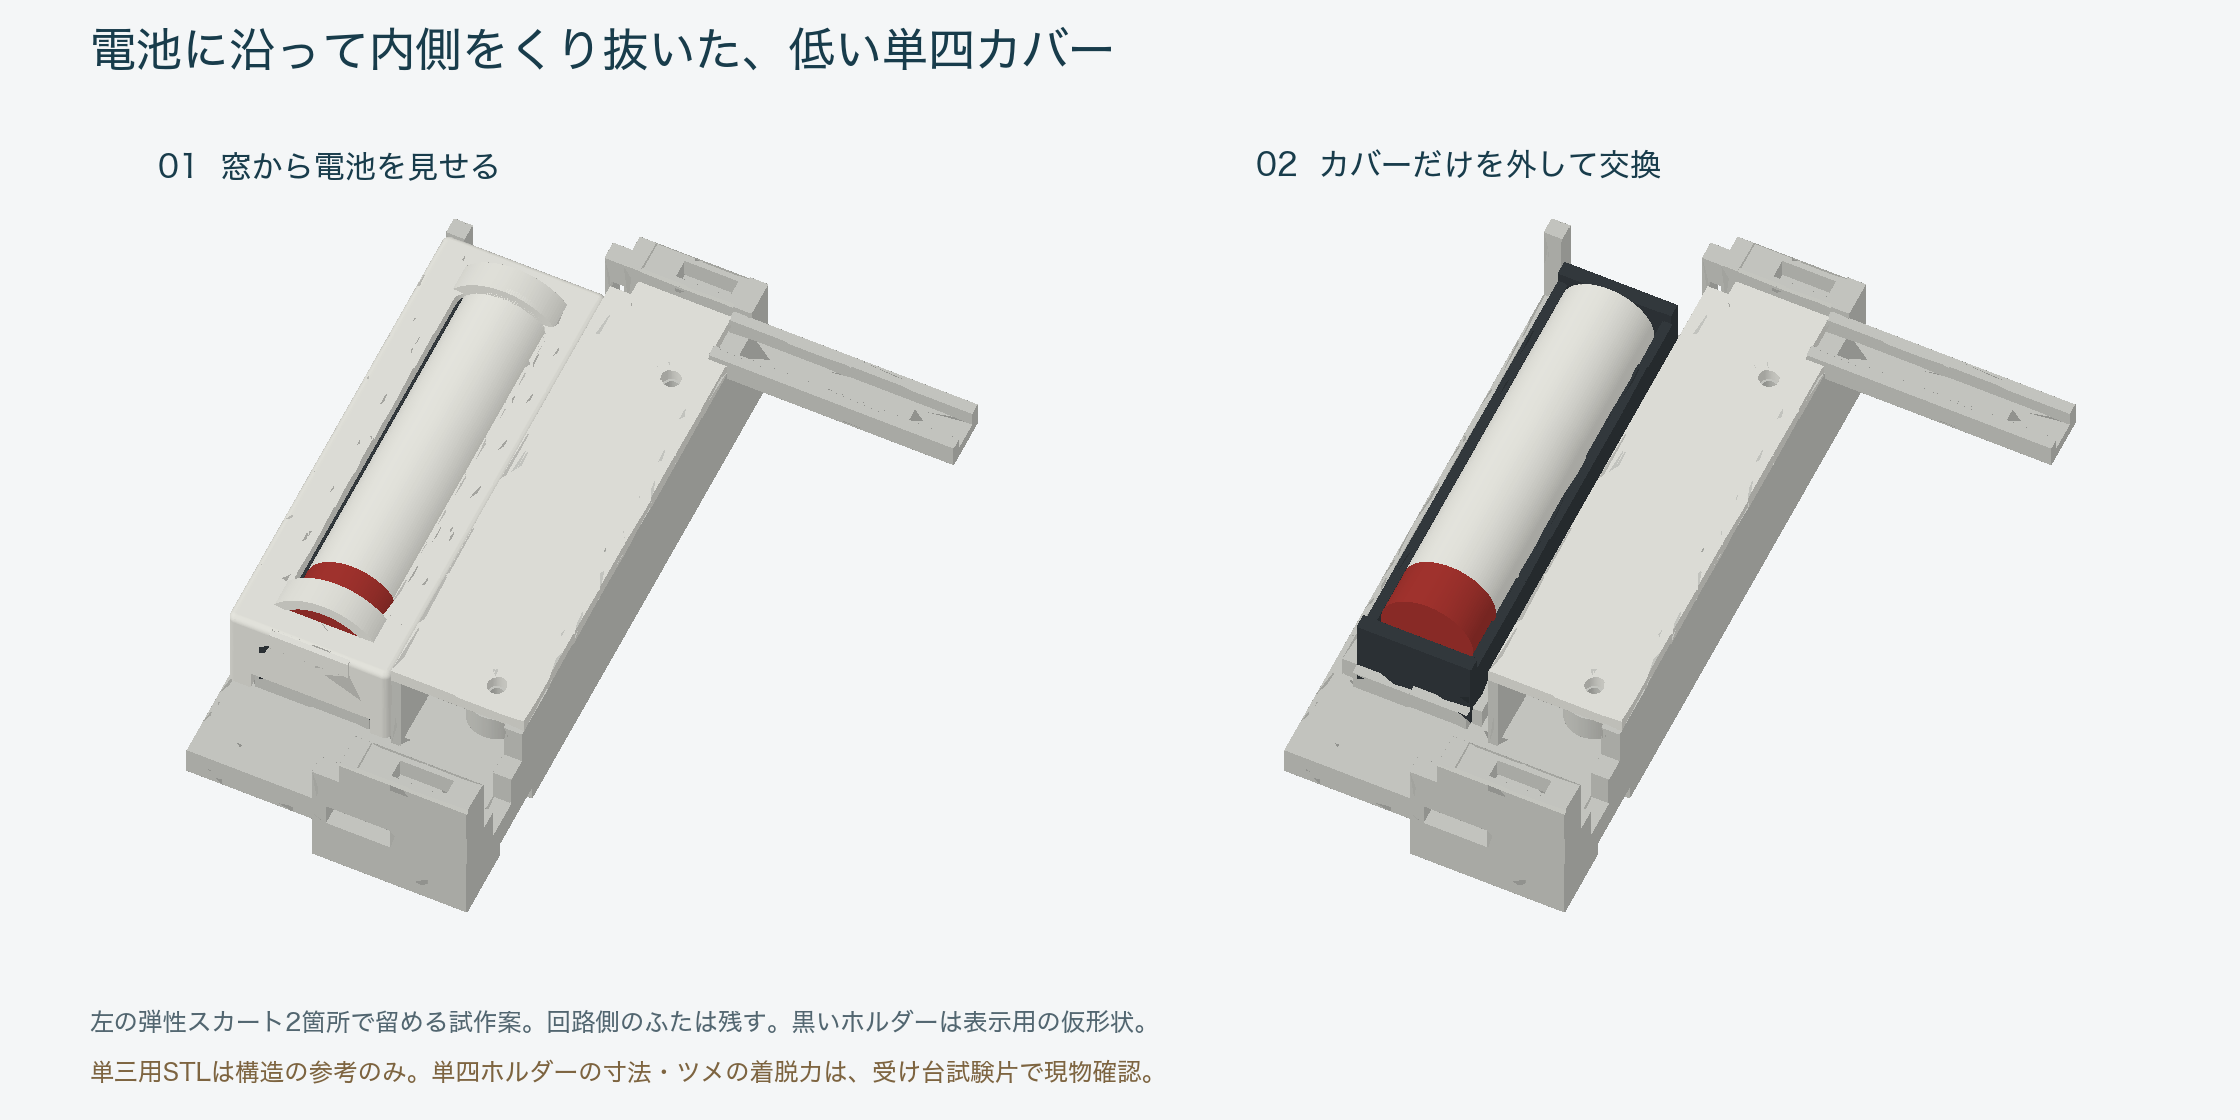 電池に沿って内側をくり抜いた、低い単四カバー
01 窓から電池を見せる
02 カバーだけを外して交換
左の弾性スカート2箇所で留める試作案。回路側のふたは残す。黒いホルダーは表示用の仮形状。
単三用STLは構造の参考のみ。単四ホルダーの寸法・ツメの着脱力は、受け台試験片で現物確認。